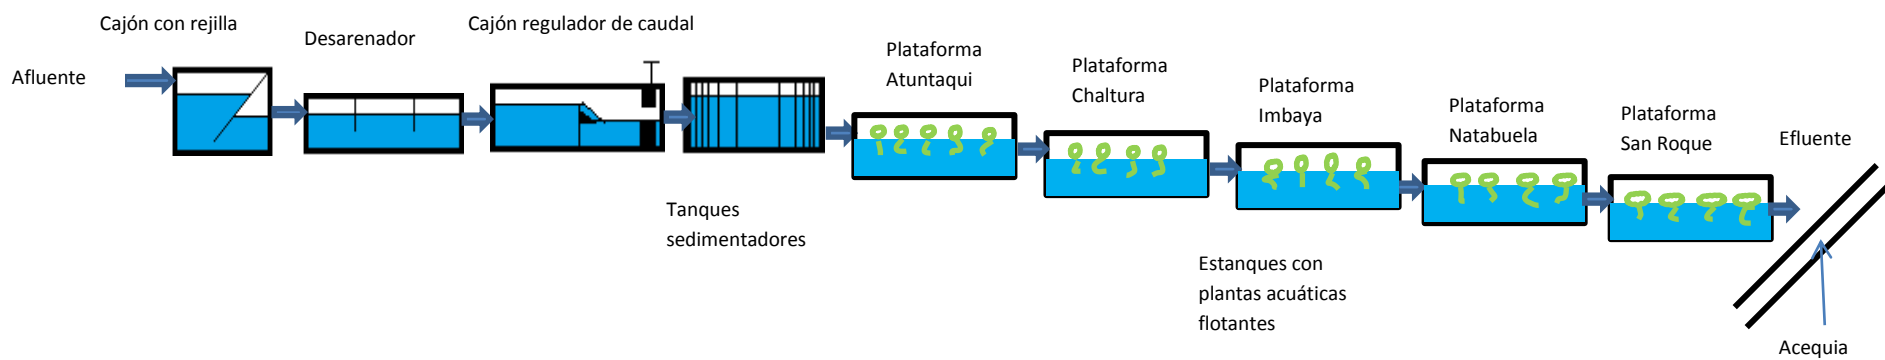 Cajón con rejilla
Desarenador
Cajón regulador de caudal
Afluente
Plataforma
Atuntaqui
Plataforma
Chaltura
Plataforma
Imbaya
Plataforma
Natabuela
Plataforma
San Roque
Efluente
Tanques
sedimentadores
Estanques con
plantas acuáticas
flotantes
Acequia